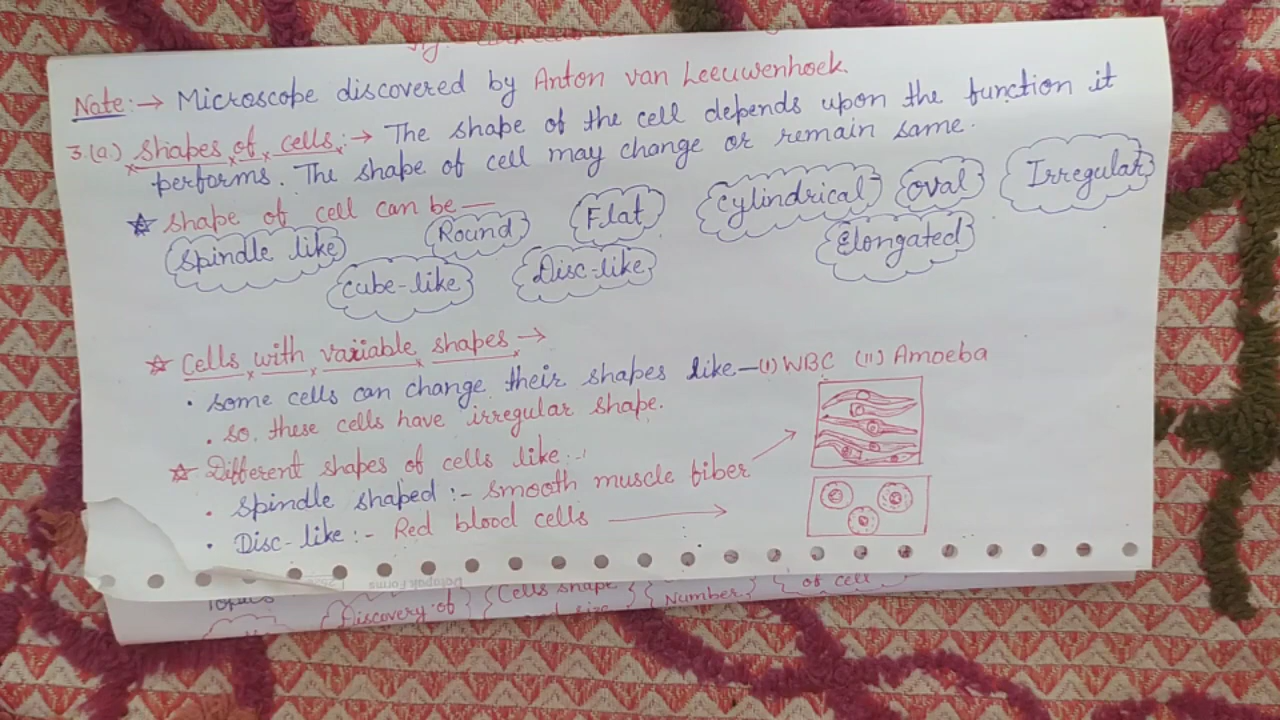 Note:→ Microscope discovered by Anton van Leeuwenhoek.
3.(a.) shapes of cells:→ The shape of the cell depends upon the function it
performs. The shape of cell may change or remain same.
☆ shape of cell can be—
Spindle like Round Flat Cylindrical oval Irregular
Cube-like Disc-like Elongated
☆ Cells with variable shapes →
• some cells can change their shapes like—(i) WBC (ii) Amoeba
• so, these cells have irregular shape.
☆ Different shapes of cells like:-
• spindle shaped :- smooth muscle fiber
• Disc-like :- Red blood cells
Topics Discovery of Cells shape Number of cell
and size